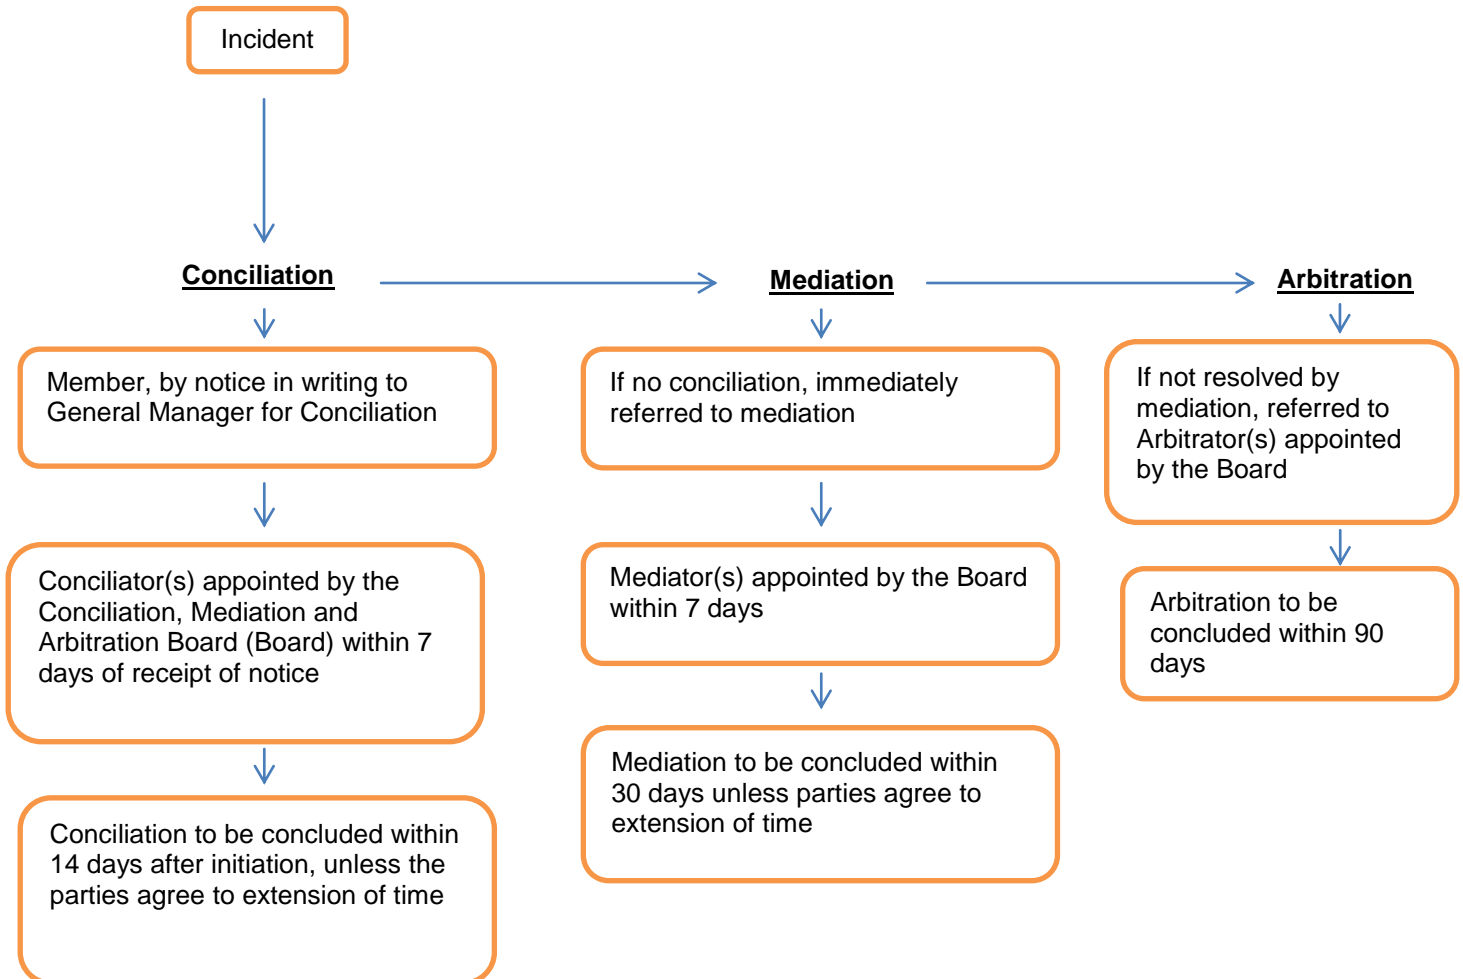 Incident
Conciliation
Mediation
Arbitration
Member, by notice in writing to
General Manager for Conciliation
Conciliator(s) appointed by the
Conciliation, Mediation and
Arbitration Board (Board) within 7
days of receipt of notice
Conciliation to be concluded within
14 days after initiation, unless the
parties agree to extension of time
If no conciliation, immediately
referred to mediation
Mediator(s) appointed by the Board
within 7 days
Mediation to be concluded within
30 days unless parties agree to
extension of time
If not resolved by
mediation, referred to
Arbitrator(s) appointed
by the Board
Arbitration to be
concluded within 90
days